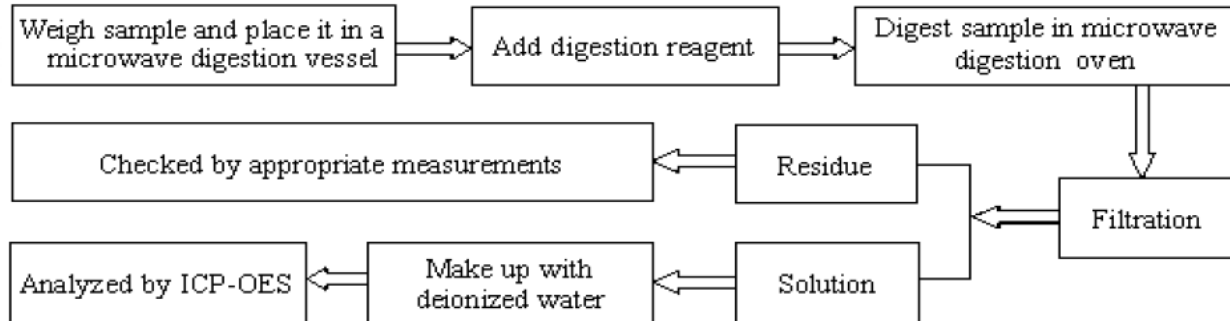 Weigh sample and place it in a
microwave digestion vessel
Add digestion reagent
Digest sample in microwave
digestion oven
Filtration
Residue
Checked by appropriate measurements
Solution
Make up with
deionized water
Analyzed by ICP-OES